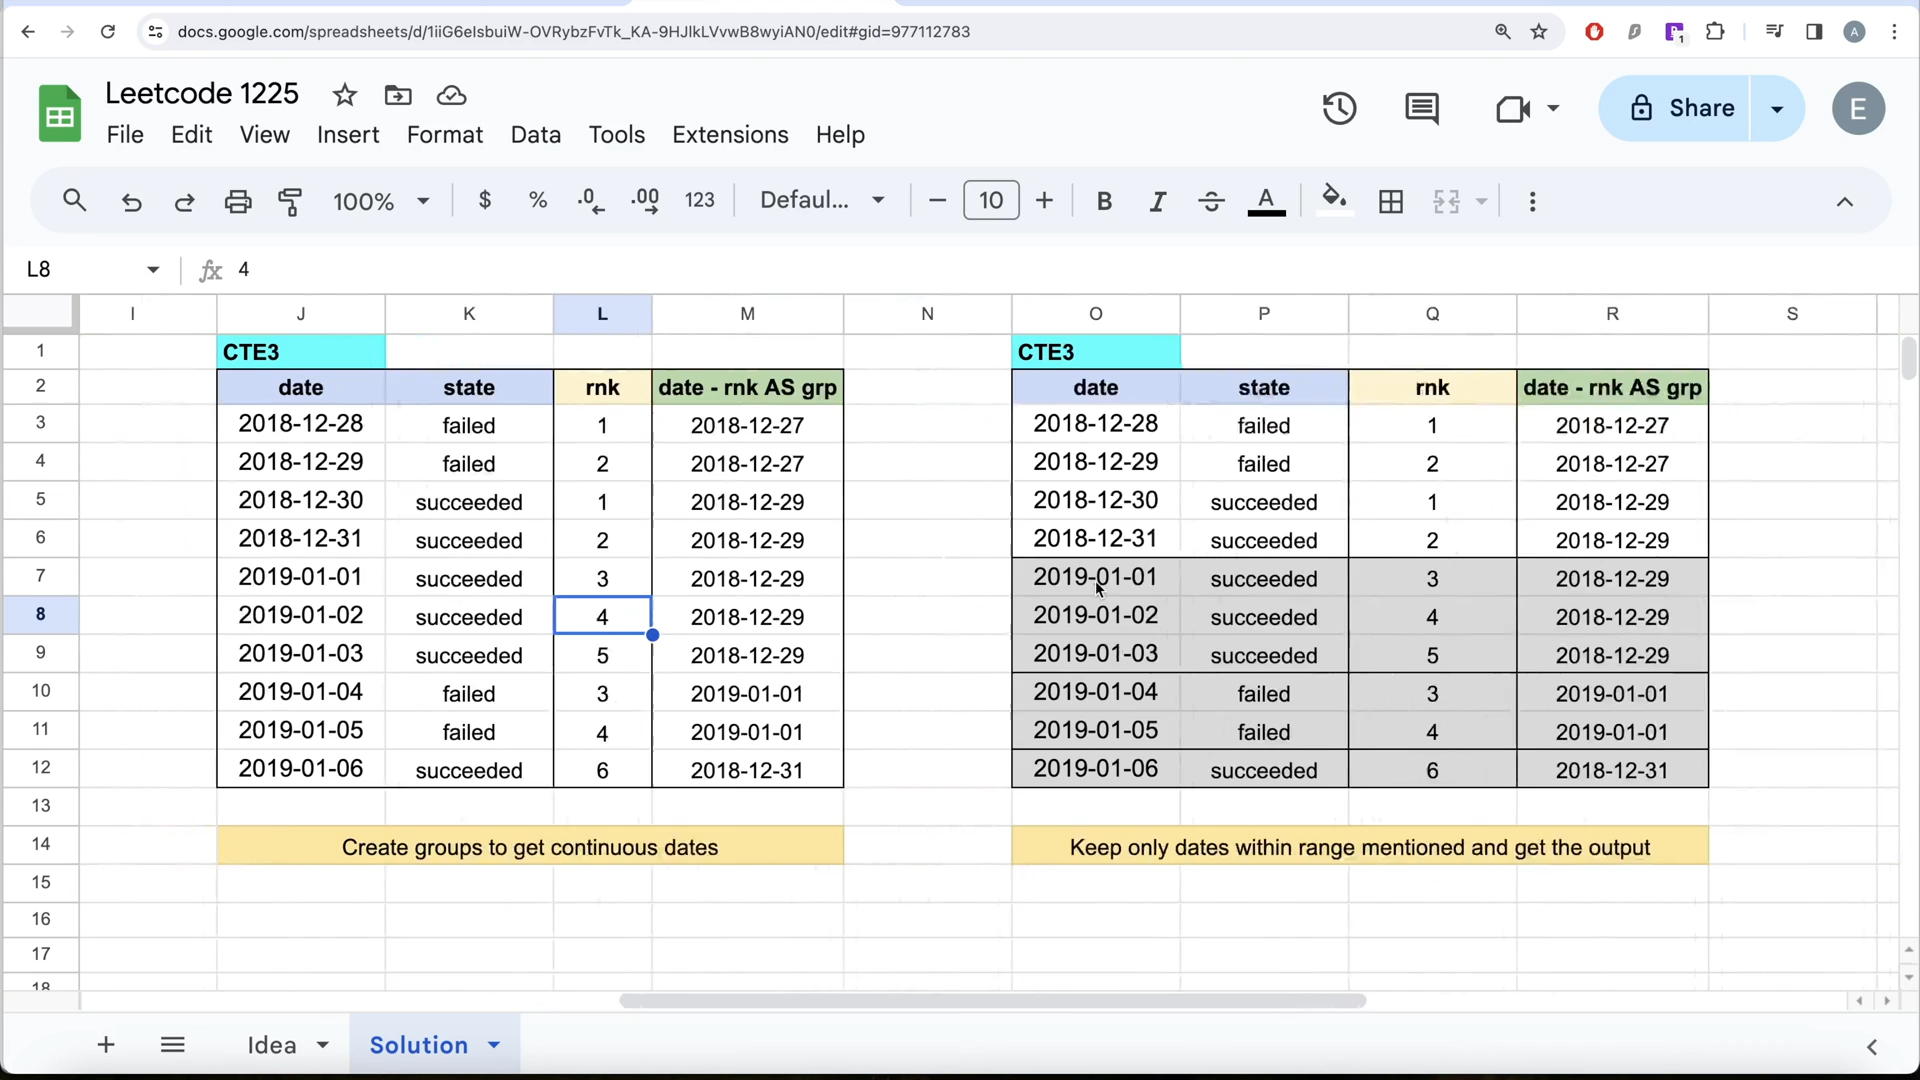 docs.google.com/spreadsheets/d/1iiG6elsbuiW-OVRybzFvTk_KA-9HJlkLVvwB8wyiAN0/edit#gid=977112783
1
A
Leetcode 1225
File Edit View Insert Format Data Tools Extensions Help
Share
E
100% $ % .0 .00 123 Defaul... 10 B I S A
L8 fx 4
I J K L M N O P Q R S
1 CTE3 CTE3
2 date state rnk date - rnk AS grp date state rnk date - rnk AS grp
3 2018-12-28 failed 1 2018-12-27 2018-12-28 failed 1 2018-12-27
4 2018-12-29 failed 2 2018-12-27 2018-12-29 failed 2 2018-12-27
5 2018-12-30 succeeded 1 2018-12-29 2018-12-30 succeeded 1 2018-12-29
6 2018-12-31 succeeded 2 2018-12-29 2018-12-31 succeeded 2 2018-12-29
7 2019-01-01 succeeded 3 2018-12-29 2019-01-01 succeeded 3 2018-12-29
8 2019-01-02 succeeded 4 2018-12-29 2019-01-02 succeeded 4 2018-12-29
9 2019-01-03 succeeded 5 2018-12-29 2019-01-03 succeeded 5 2018-12-29
10 2019-01-04 failed 3 2019-01-01 2019-01-04 failed 3 2019-01-01
11 2019-01-05 failed 4 2019-01-01 2019-01-05 failed 4 2019-01-01
12 2019-01-06 succeeded 6 2018-12-31 2019-01-06 succeeded 6 2018-12-31
13
14 Create groups to get continuous dates Keep only dates within range mentioned and get the output
15
16
17
18
Idea Solution